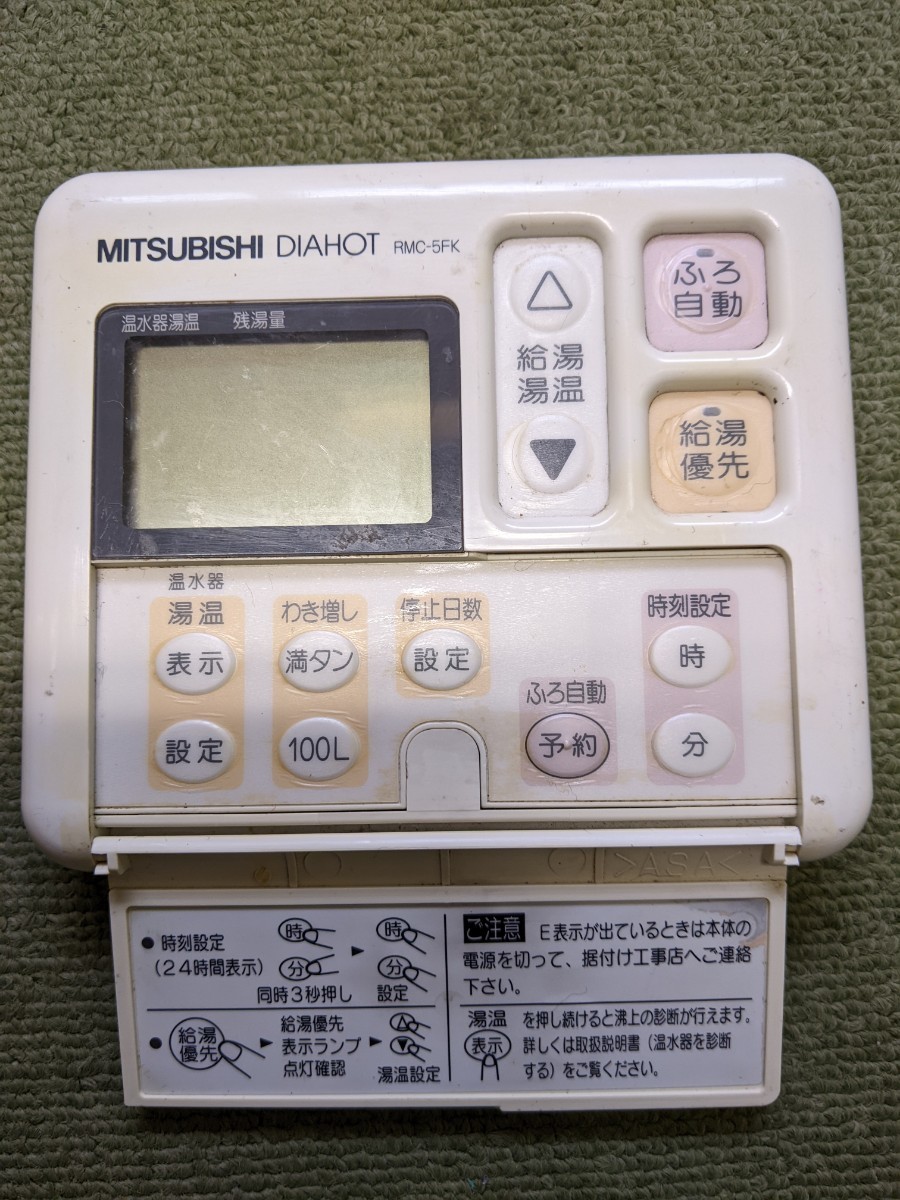 MITSUBISHI DIAHOT RMC-5FK
温水器湯温 残湯量
△
給湯
湯温
▼
ふろ
自動
給湯
優先
温水器
湯温
表示
設定
わき増し
満タン
100L
停止日数
設定
ふろ自動
予約
時刻設定
時
分
>ASA<
●時刻設定
(24時間表示)
時
分
同時3秒押し
▶
時
分
設定
●
給湯
優先
▶
給湯優先
表示ランプ
点灯確認
▶
△
▼
湯温設定
ご注意 E表示が出ているときは本体の
電源を切って、据付け工事店へご連絡
下さい。
湯温
表示
を押し続けると沸上の診断が行えます。
詳しくは取扱説明書(温水器を診断
する)をご覧ください。